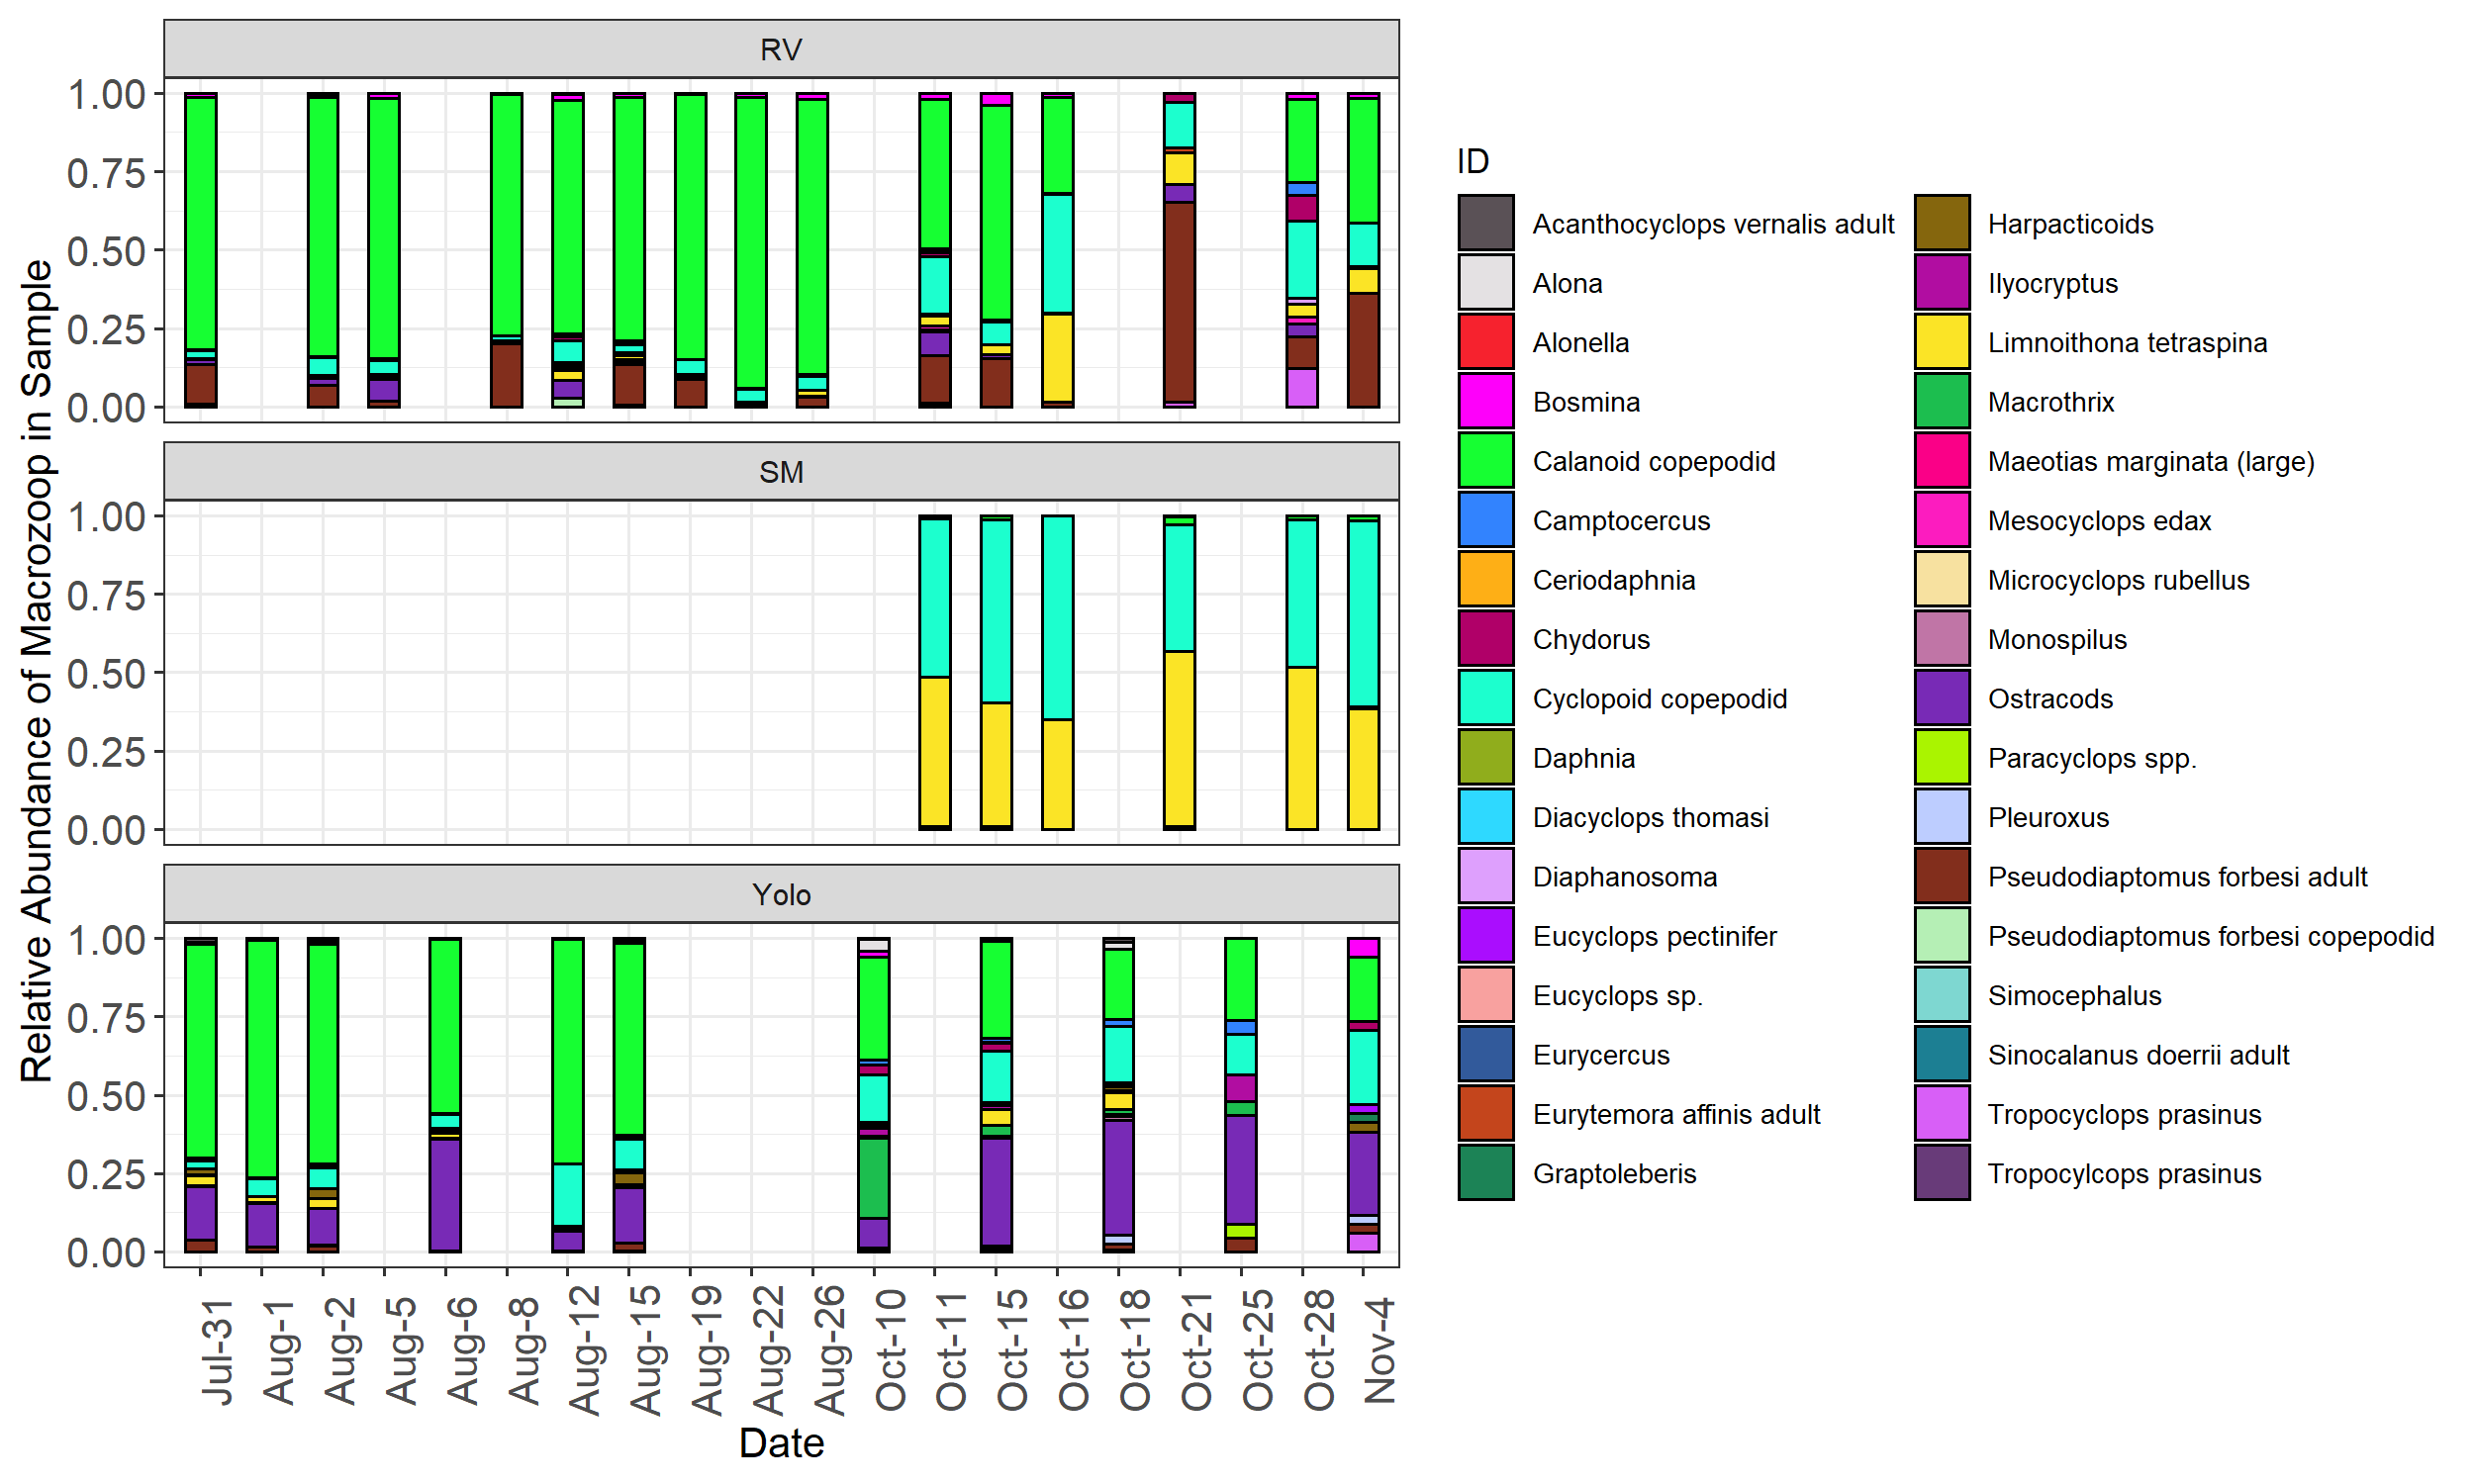 RV
1.00
0.75
0.50
0.25
0.00
SM
1.00
0.75
0.50
0.25
0.00
Yolo
1.00
0.75
0.50
0.25
0.00
Relative Abundance of Macrozoop in Sample
Jul-31
Aug-1
Aug-2
Aug-5
Aug-6
Aug-8
Aug-12
Aug-15
Aug-19
Aug-22
Aug-26
Oct-10
Oct-11
Oct-15
Oct-16
Oct-18
Oct-21
Oct-25
Oct-28
Nov-4
Date
ID
Acanthocyclops vernalis adult
Alona
Alonella
Bosmina
Calanoid copepodid
Camptocercus
Ceriodaphnia
Chydorus
Cyclopoid copepodid
Daphnia
Diacyclops thomasi
Diaphanosoma
Eucyclops pectinifer
Eucyclops sp.
Eurycercus
Eurytemora affinis adult
Graptoleberis
Harpacticoids
Ilyocryptus
Limnoithona tetraspina
Macrothrix
Maeotias marginata (large)
Mesocyclops edax
Microcyclops rubellus
Monospilus
Ostracods
Paracyclops spp.
Pleuroxus
Pseudodiaptomus forbesi adult
Pseudodiaptomus forbesi copepodid
Simocephalus
Sinocalanus doerrii adult
Tropocyclops prasinus
Tropocylcops prasinus